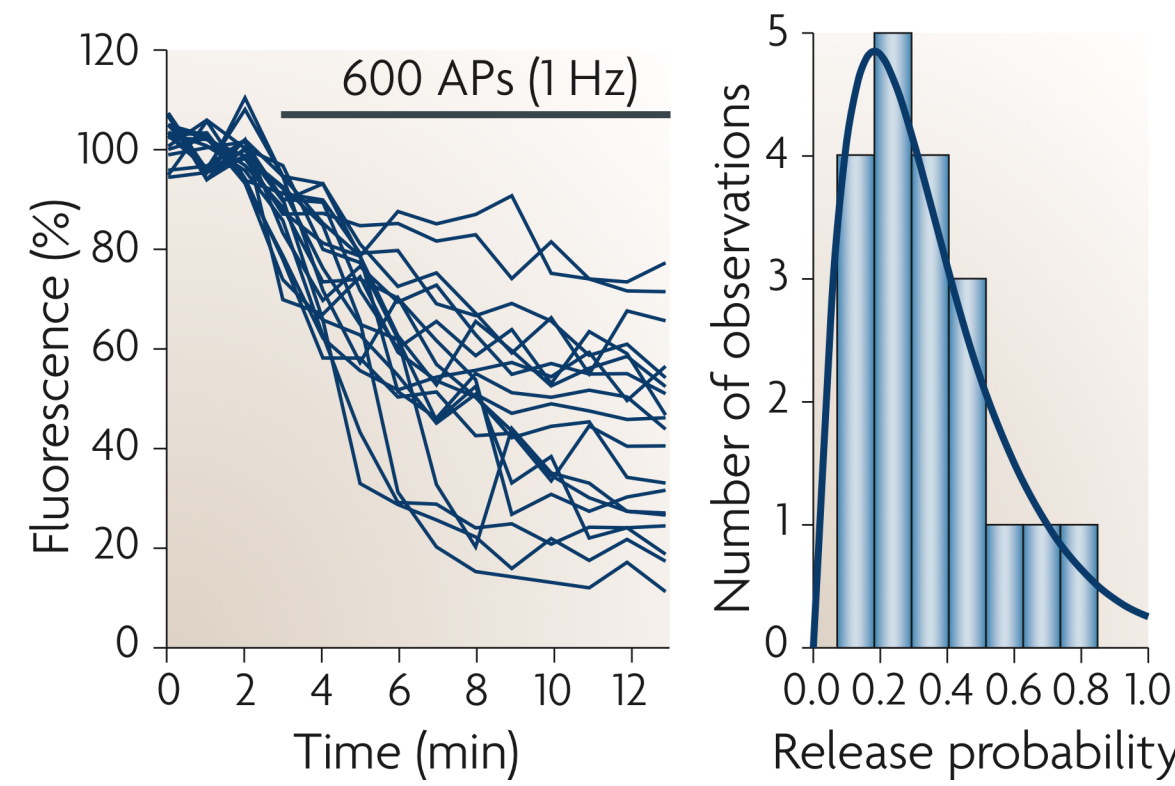 120
100
80
60
40
20
0
Fluorescence (%)
600 APs (1 Hz)
0 2 4 6 8 10 12
Time (min)
5
4
3
2
1
0
Number of observations
0.0 0.2 0.4 0.6 0.8 1.0
Release probability